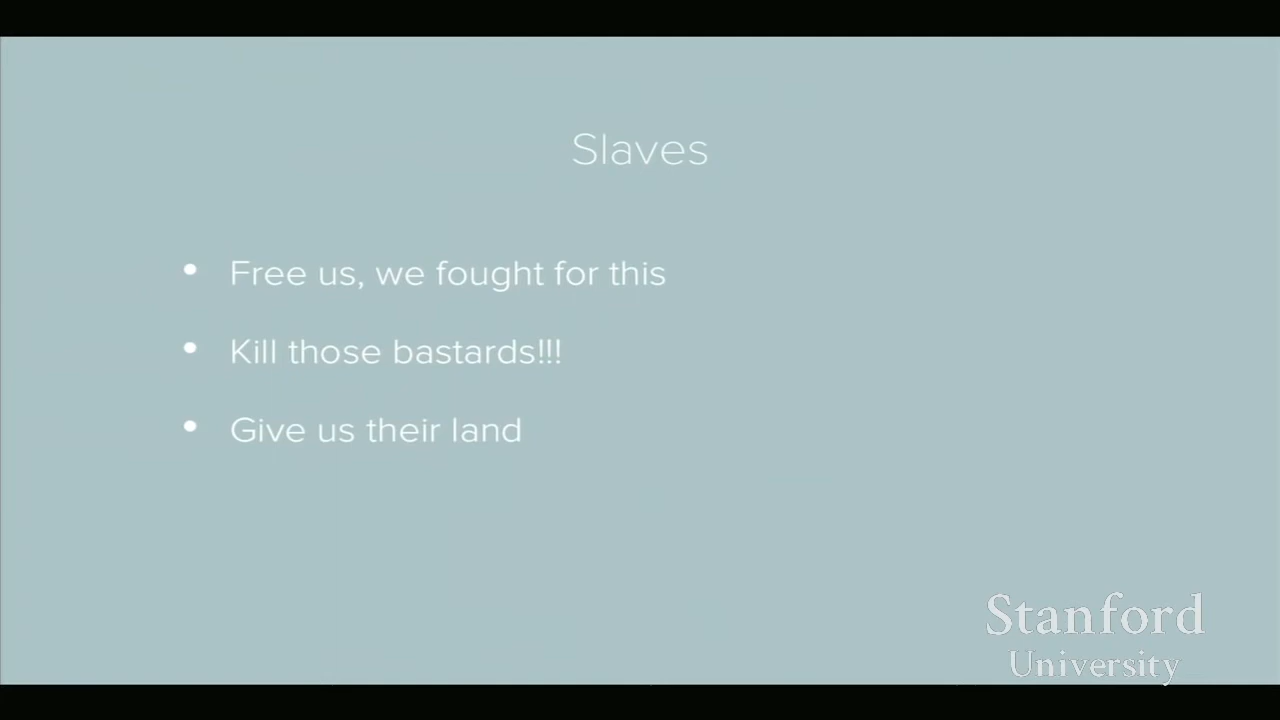 Slaves
• Free us, we fought for this
• Kill those bastards!!!
• Give us their land
Stanford
University